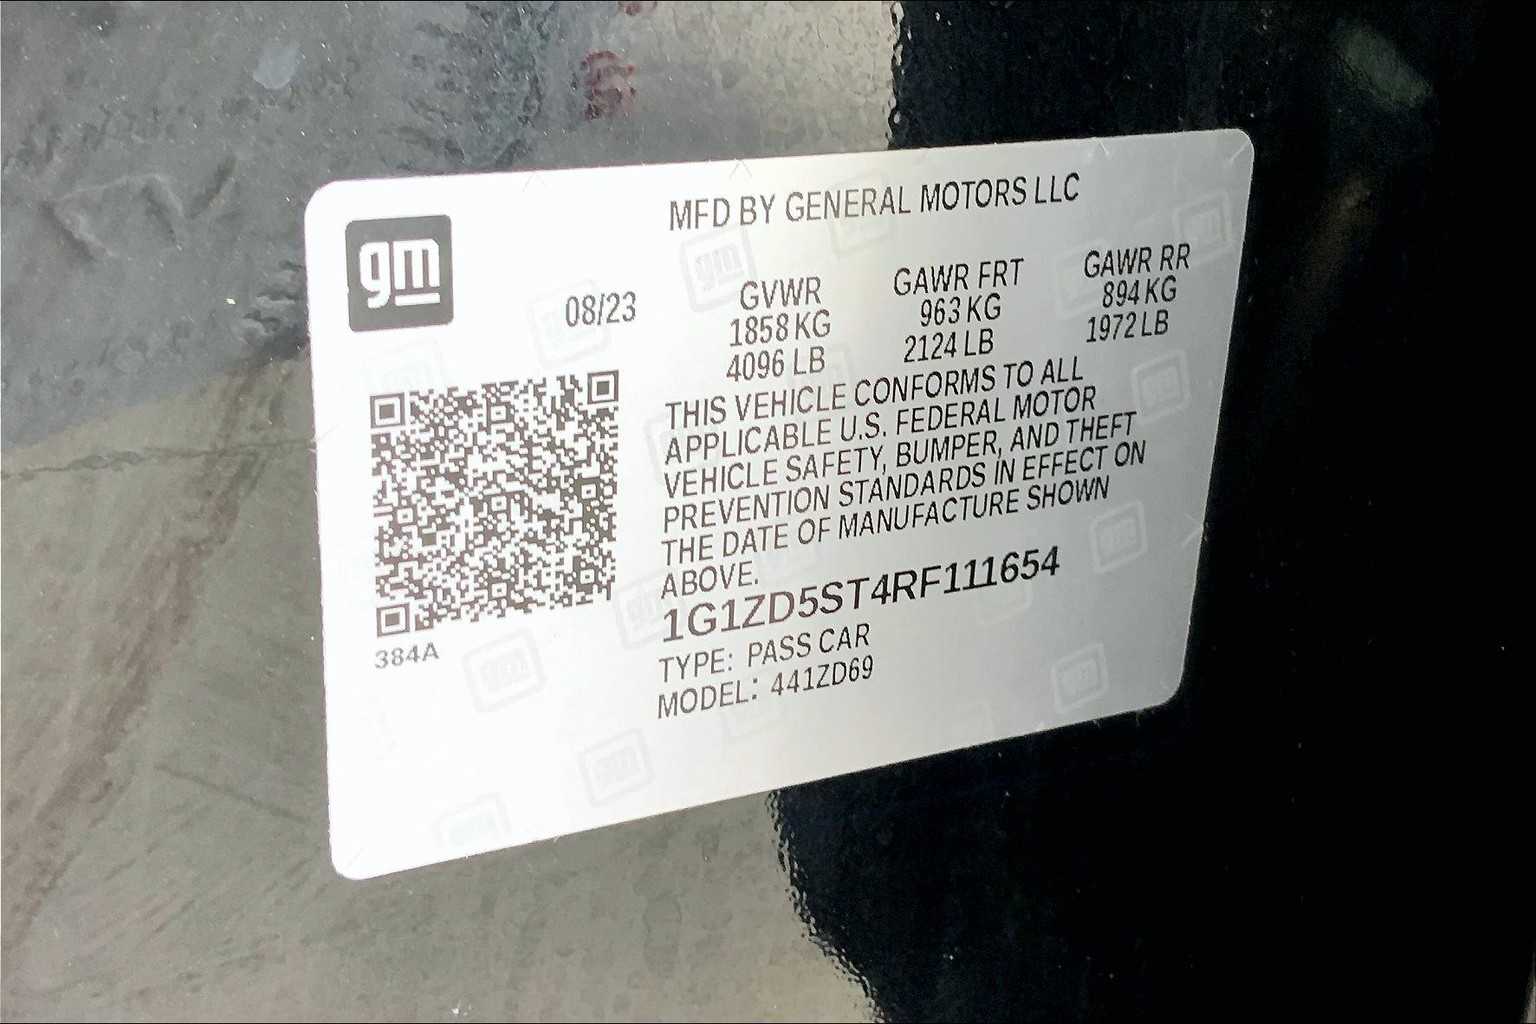 gm
MFD BY GENERAL MOTORS LLC
08/23
GVWR GAWR FRT GAWR RR
1858 KG 963 KG 894 KG
4096 LB 2124 LB 1972 LB
THIS VEHICLE CONFORMS TO ALL
APPLICABLE U.S. FEDERAL MOTOR
VEHICLE SAFETY, BUMPER, AND THEFT
PREVENTION STANDARDS IN EFFECT ON
THE DATE OF MANUFACTURE SHOWN
ABOVE.
1G1ZD5ST4RF111654
TYPE: PASS CAR
MODEL: 441ZD69
384A